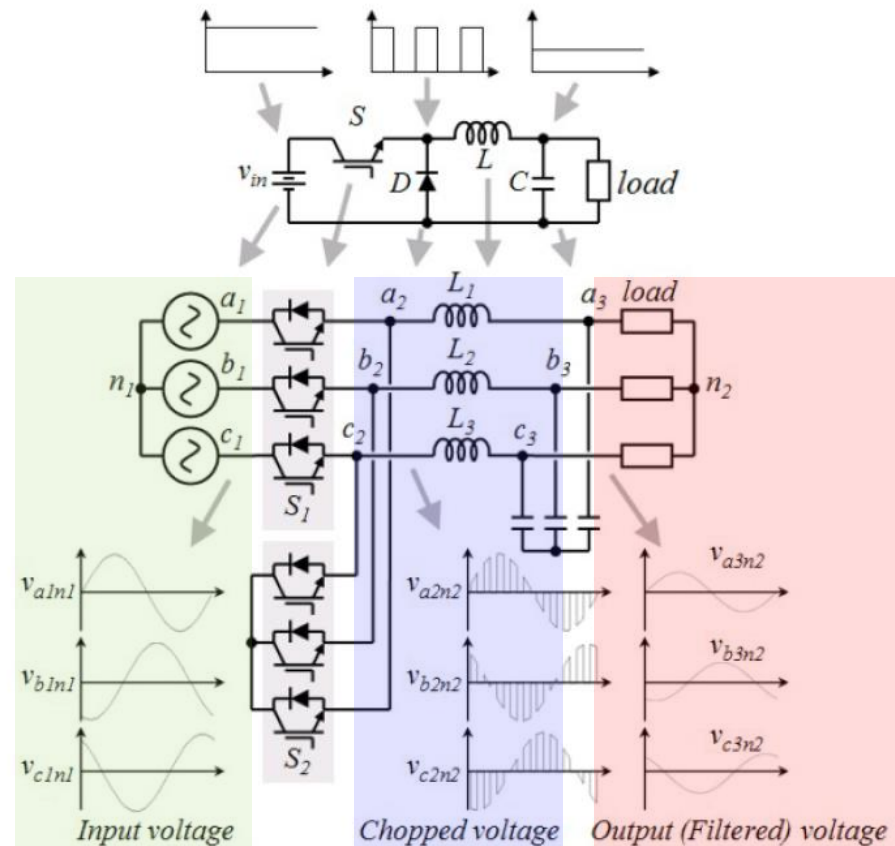 S
v_in
D
L
C
load
a_1
a_2
L_1
a_3
load
b_1
b_2
L_2
b_3
n_1
n_2
c_1
c_2
L_3
c_3
S_1
v_a1n1
v_a2n2
v_a3n2
v_b1n1
v_b2n2
v_b3n2
v_c1n1
S_2
v_c2n2
v_c3n2
Input voltage
Chopped voltage
Output (Filtered) voltage